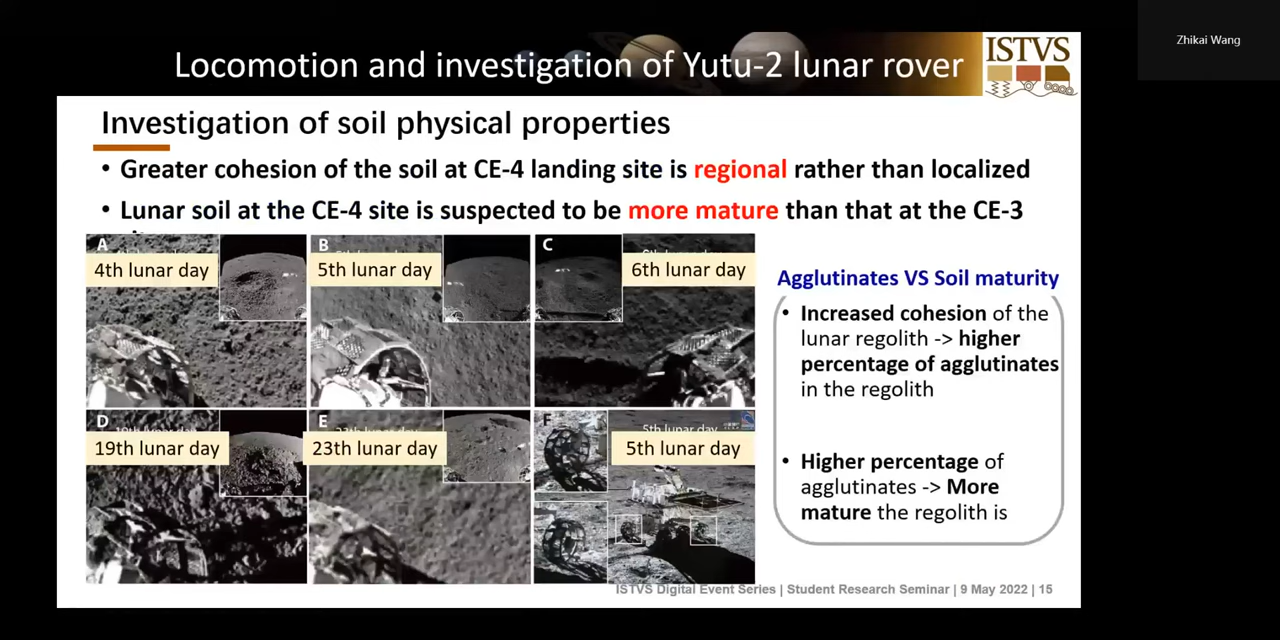 Zhikai Wang
Locomotion and investigation of Yutu-2 lunar rover
ISTVS
Investigation of soil physical properties
• Greater cohesion of the soil at CE-4 landing site is regional rather than localized
• Lunar soil at the CE-4 site is suspected to be more mature than that at the CE-3
A
4th lunar day
B
5th lunar day
C
6th lunar day
D
19th lunar day
E
23th lunar day
F
5th lunar day
5th lunar day
Agglutinates VS Soil maturity
• Increased cohesion of the
lunar regolith -> higher
percentage of agglutinates
in the regolith
• Higher percentage of
agglutinates -> More
mature the regolith is
ISTVS Digital Event Series | Student Research Seminar | 9 May 2022 | 15